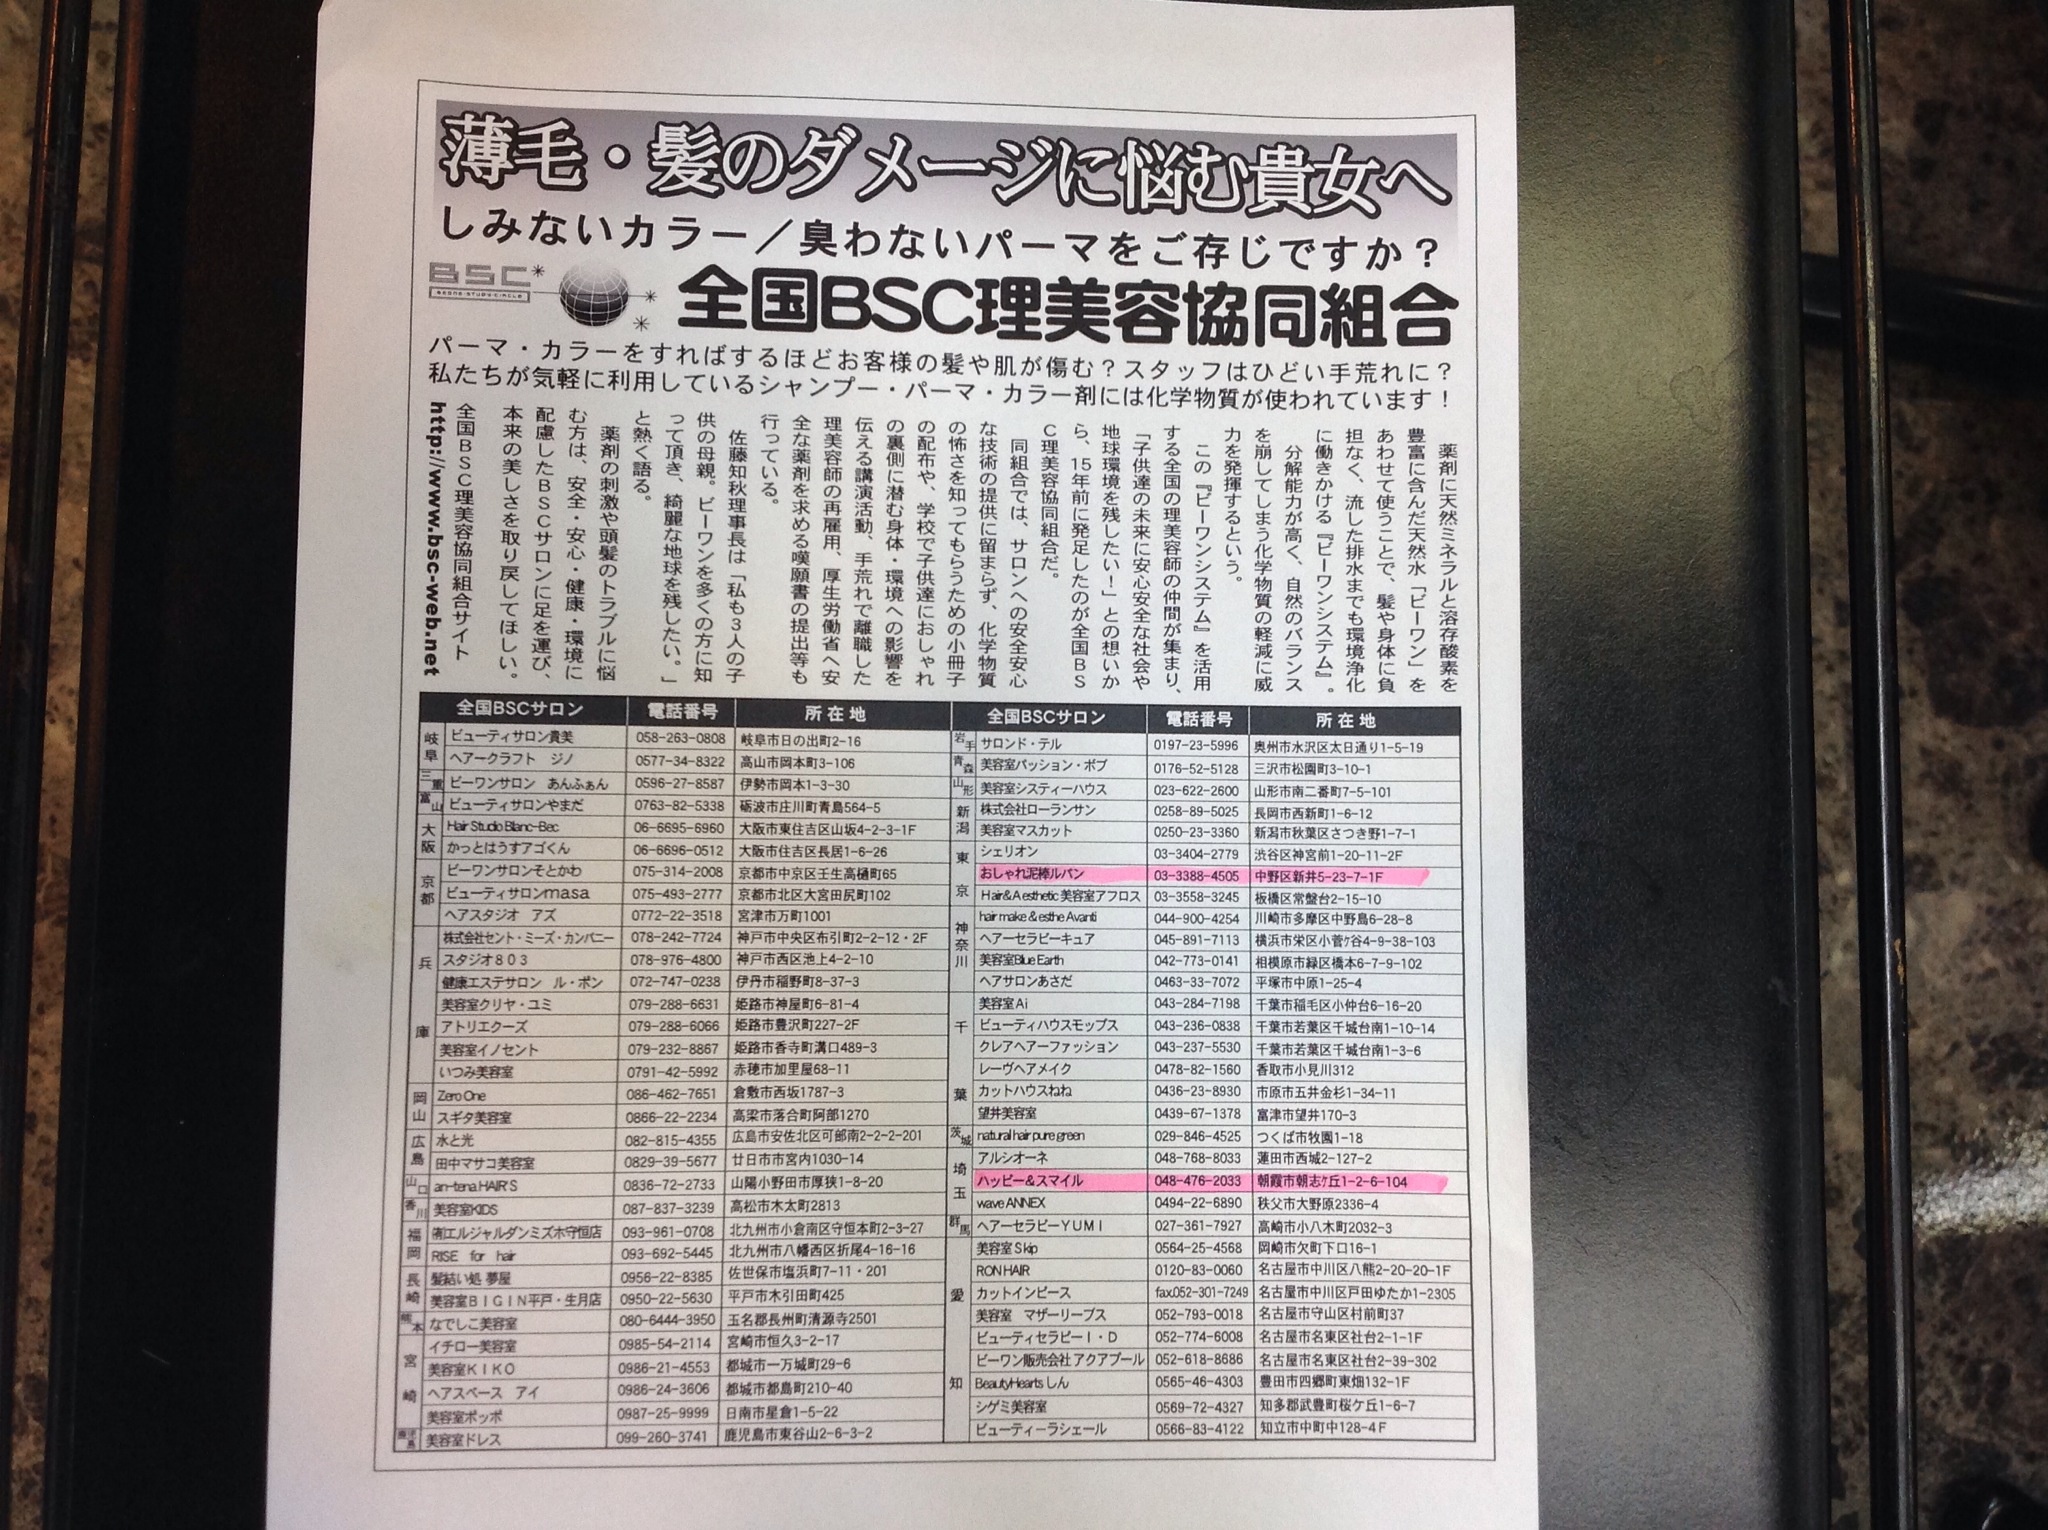 薄毛・髪のダメージに悩む貴女へ
しみないカラー／臭わないパーマをご存じですか？
BSC
BEONE・STUDY・CIRCLE
全国BSC理美容協同組合
パーマ・カラーをすればするほどお客様の髪や肌が傷む？スタッフはひどい手荒れに？
私たちが気軽に利用しているシャンプー・パーマ・カラー剤には化学物質が使われています！
薬剤に天然ミネラルと溶存酸素を
豊富に含んだ天然水「ビーワン」を
あわせて使うことで、髪や身体に負
担なく、流した排水までも環境浄化
に働きかける『ビーワンシステム』。
分解能力が高く、自然のバランス
を崩してしまう化学物質の軽減に威
力を発揮するという。
この『ビーワンシステム』を活用
する全国の理美容師の仲間が集まり、
「子供達の未来に安心安全な社会や
地球環境を残したい！」との想いか
ら、15年前に発足したのが全国BS
C理美容協同組合だ。
同組合では、サロンへの安全安心
な技術の提供に留まらず、化学物質
の怖さを知ってもらうための小冊子
の配布や、学校で子供達におしゃれ
の裏側に潜む身体・環境への影響を
伝える講演活動、手荒れで離職した
理美容師の再雇用、厚生労働省へ安
全な薬剤を求める嘆願書の提出等も
行っている。
佐藤知秋理事長は「私も3人の子
供の母親。ビーワンを多くの方に知
って頂き、綺麗な地球を残したい。」
と熱く語る。
薬剤の刺激や頭髪のトラブルに悩
む方は、安全・安心・健康・環境に
配慮したBSCサロンに足を運び、
本来の美しさを取り戻してほしい。
全国BSC理美容協同組合サイト
http://www.bsc-web.net
全国BSCサロン 電話番号 所在地
岐阜 ビューティサロン貴美 058-263-0808 岐阜市日の出町2-16
ヘアークラフト ジノ 0577-34-8322 高山市岡本町3-106
三重 ビーワンサロン あんふぁん 0596-27-8587 伊勢市岡本1-3-30
富山 ビューティサロンやまだ 0763-82-5338 砺波市庄川町青島564-5
大阪 Hair Studio Blanc-Bec 06-6695-6960 大阪市東住吉区山坂4-2-3-1F
かっとはうすアゴくん 06-6696-0512 大阪市住吉区長居1-6-26
京都 ビーワンサロンそとかわ 075-314-2008 京都市中京区壬生高樋町65
ビューティサロンmasa 075-493-2777 京都市北区大宮田尻町102
ヘアスタジオ アズ 0772-22-3518 宮津市万町1001
兵庫 株式会社セント・ミーズ・カンパニー 078-242-7724 神戸市中央区布引町2-2-12・2F
スタジオ803 078-976-4800 神戸市西区池上4-2-10
健康エステサロン ル・ボン 072-747-0238 伊丹市稲野町8-37-3
美容室クリヤ・ユミ 079-288-6631 姫路市神屋町6-81-4
アトリエクーズ 079-288-6066 姫路市豊沢町227-2F
美容室イノセント 079-232-8867 姫路市香寺町溝口489-3
いつみ美容室 0791-42-5992 赤穂市加里屋68-11
岡山 Zero One 086-462-7651 倉敷市西坂1787-3
スギタ美容室 0866-22-2234 高梁市落合町阿部1270
広島 水と光 082-815-4355 広島市安佐北区可部南2-2-2-201
田中マサコ美容室 0829-39-5677 廿日市市宮内1030-14
山口 an-tena HAIR'S 0836-72-2733 山陽小野田市厚狭1-8-20
香川 美容室KIDS 087-837-3239 高松市木太町2813
福岡 ㈲エルジャルダンミズホ守恒店 093-961-0708 北九州市小倉南区守恒本町2-3-27
RISE for hair 093-692-5445 北九州市八幡西区折尾4-16-16
長崎 髪結い処 夢屋 0956-22-8385 佐世保市塩浜町7-11・201
美容室BIGIN平戸・生月店 0950-22-5630 平戸市木引田町425
熊本 なでしこ美容室 080-6444-3950 玉名郡長州町清源寺2501
宮崎 イチロー美容室 0985-54-2114 宮崎市恒久3-2-17
美容室KIKO 0986-21-4553 都城市一万城町29-6
ヘアスペース アイ 0986-24-3606 都城市都島町210-40
美容室ポッポ 0987-25-9999 日南市星倉1-5-22
鹿児島 美容室ドレス 099-260-3741 鹿児島市東谷山2-6-3-2
全国BSCサロン 電話番号 所在地
岩手 サロンド・テル 0197-23-5996 奥州市水沢区太日通り1-5-19
青森 美容室パッション・ボブ 0176-52-5128 三沢市松園町3-10-1
山形 美容室システィーハウス 023-622-2600 山形市南二番町7-5-101
新潟 株式会社ローランサン 0258-89-5025 長岡市西新町1-6-12
美容室マスカット 0250-23-3360 新潟市秋葉区さつき野1-7-1
東京 シェリオン 03-3404-2779 渋谷区神宮前1-20-11-2F
おしゃれ泥棒ルパン 03-3388-4505 中野区新井5-23-7-1F
Hair&Aesthetic 美容室アフロス 03-3558-3245 板橋区常盤台2-15-10
神奈川 hair make & esthe Avanti 044-900-4254 川崎市多摩区中野島6-28-8
ヘアーセラピーキュア 045-891-7113 横浜市栄区小菅ケ谷4-9-38-103
美容室Blue Earth 042-773-0141 相模原市緑区橋本6-7-9-102
ヘアサロンあさだ 0463-33-7072 平塚市中原1-25-4
千葉 美容室Ai 043-284-7198 千葉市稲毛区小仲台6-16-20
ビューティハウスモップス 043-236-0838 千葉市若葉区千城台南1-10-14
クレアヘアーファッション 043-237-5530 千葉市若葉区千城台南1-3-6
レーヴヘアメイク 0478-82-1560 香取市小見川312
カットハウスねね 0436-23-8930 市原市五井金杉1-34-11
望井美容室 0439-67-1378 富津市望井170-3
茨城 natural hair pure green 029-846-4525 つくば市牧園1-18
埼玉 アルシオーネ 048-768-8033 蓮田市西城2-127-2
ハッピー&スマイル 048-476-2033 朝霞市朝志ケ丘1-2-6-104
wave ANNEX 0494-22-6890 秩父市大野原2336-4
群馬 ヘアーセラピーYUMI 027-361-7927 高崎市小八木町2032-3
愛知 美容室 Skip 0564-25-4568 岡崎市欠町下口16-1
RON HAIR 0120-83-0060 名古屋市中川区八熊2-20-20-1F
カットインピース fax052-301-7249 名古屋市中川区戸田ゆたか1-2305
美容室 マザーリーブス 052-793-0018 名古屋市守山区村前町37
ビューティセラピーI・D 052-774-6008 名古屋市名東区社台2-1-1F
ビーワン販売会社 アクアプール 052-618-8686 名古屋市名東区社台2-39-302
BeautyHearts しん 0565-46-4303 豊田市四郷町東畑132-1F
シゲミ美容室 0569-72-4327 知多郡武豊町桜ケ丘1-6-7
ビューティーラシェール 0566-83-4122 知立市中町中128-4F